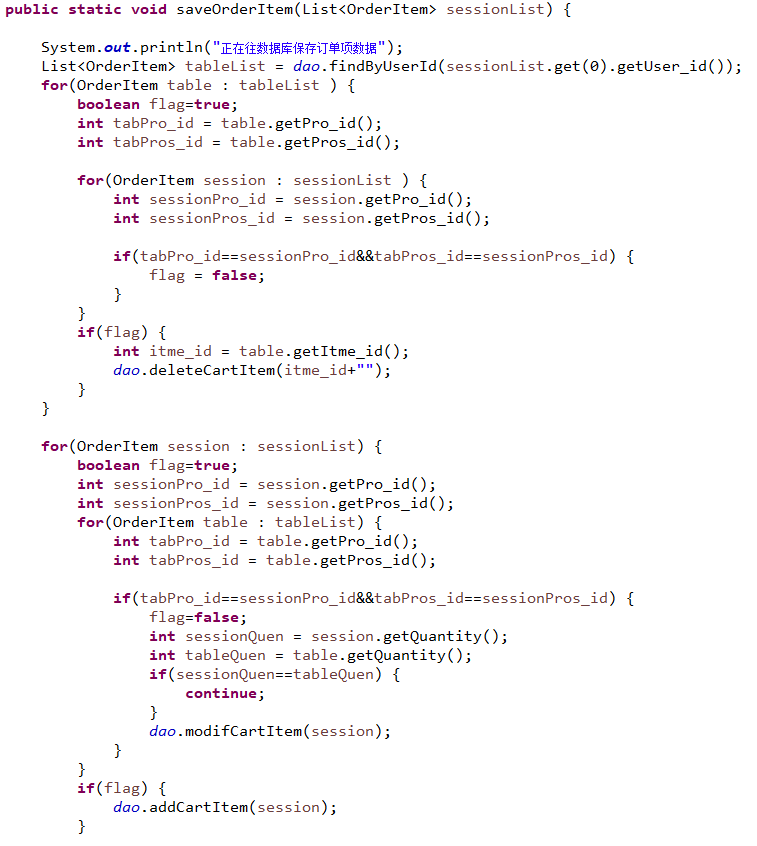 public static void saveOrderItem(List<OrderItem> sessionList) {
System.out.println("正在往数据库保存订单项数据");
List<OrderItem> tableList = dao.findByUserId(sessionList.get(0).getUser_id());
for(OrderItem table : tableList ) {
boolean flag=true;
int tabPro_id = table.getPro_id();
int tabPros_id = table.getPros_id();
for(OrderItem session : sessionList ) {
int sessionPro_id = session.getPro_id();
int sessionPros_id = session.getPros_id();
if(tabPro_id==sessionPro_id&&tabPros_id==sessionPros_id) {
flag = false;
}
}
if(flag) {
int itme_id = table.getItme_id();
dao.deleteCartItem(itme_id+"");
}
}
for(OrderItem session : sessionList) {
boolean flag=true;
int sessionPro_id = session.getPro_id();
int sessionPros_id = session.getPros_id();
for(OrderItem table : tableList) {
int tabPro_id = table.getPro_id();
int tabPros_id = table.getPros_id();
if(tabPro_id==sessionPro_id&&tabPros_id==sessionPros_id) {
flag=false;
int sessionQuen = session.getQuantity();
int tableQuen = table.getQuantity();
if(sessionQuen==tableQuen) {
continue;
}
dao.modifCartItem(session);
}
}
if(flag) {
dao.addCartItem(session);
}